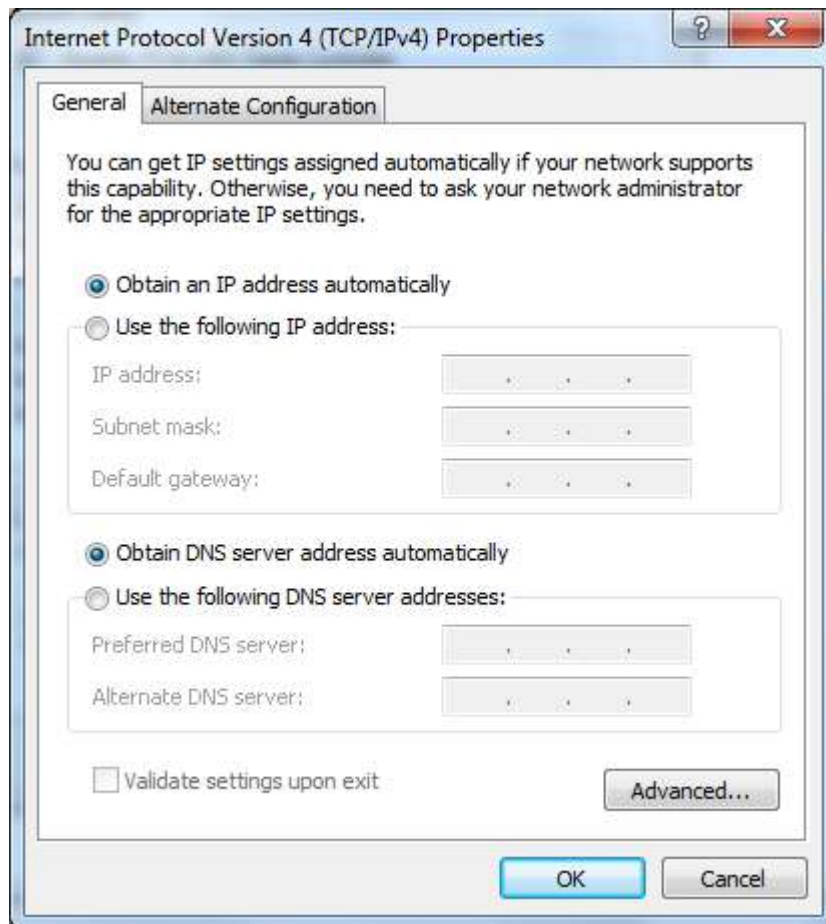 Internet Protocol Version 4 (TCP/IPv4) Properties
?
X
General
Alternate Configuration
You can get IP settings assigned automatically if your network supports
this capability. Otherwise, you need to ask your network administrator
for the appropriate IP settings.
Obtain an IP address automatically
Use the following IP address:
IP address: . . .
Subnet mask: . . .
Default gateway: . . .
Obtain DNS server address automatically
Use the following DNS server addresses:
Preferred DNS server: . . .
Alternate DNS server: . . .
Validate settings upon exit
Advanced...
OK
Cancel